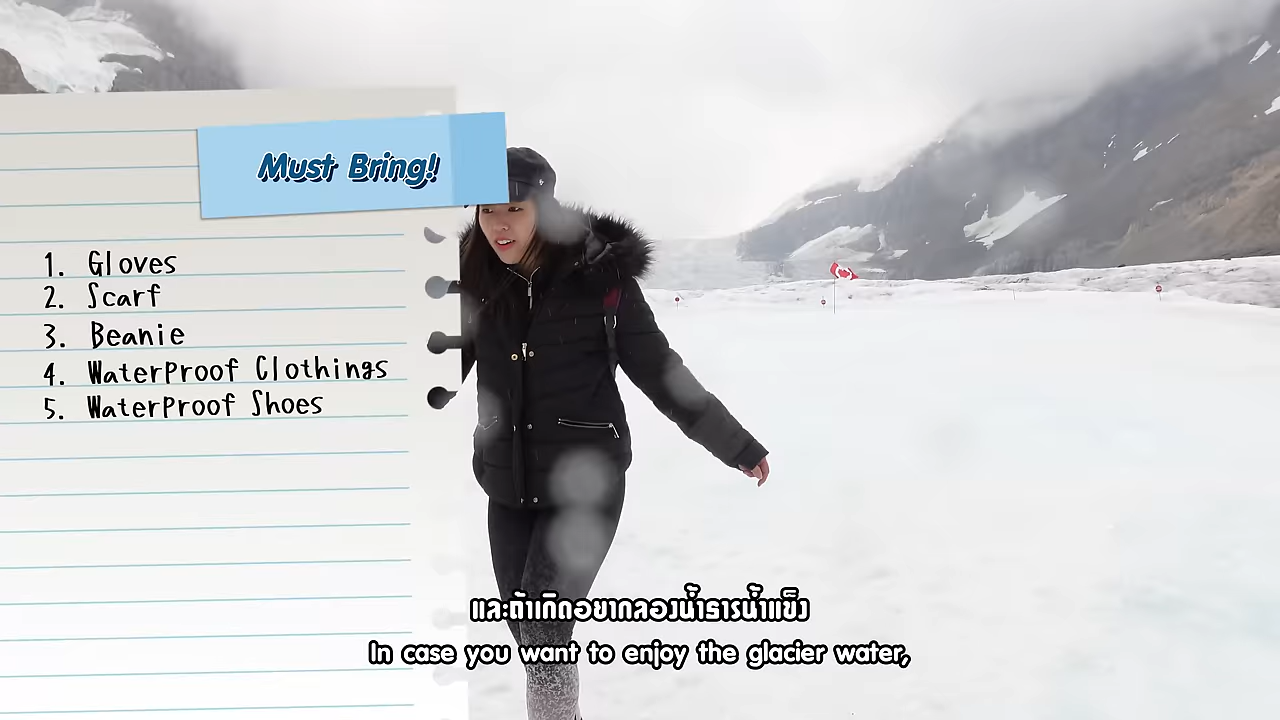 Must Bring!
1. Gloves
2. Scarf
3. Beanie
4. Waterproof Clothings
5. Waterproof Shoes
และถ้าเกิดอยากลองน้ำธารน้ำแข็ง
In case you want to enjoy the glacier water,